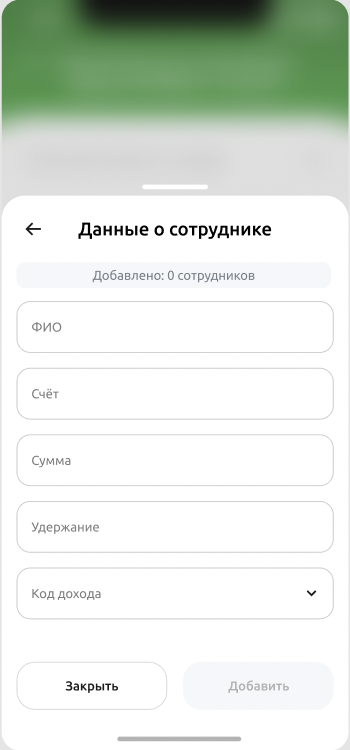 Данные о сотруднике
Добавлено: 0 сотрудников
ФИО
Счёт
Сумма
Удержание
Код дохода
Закрыть
Добавить